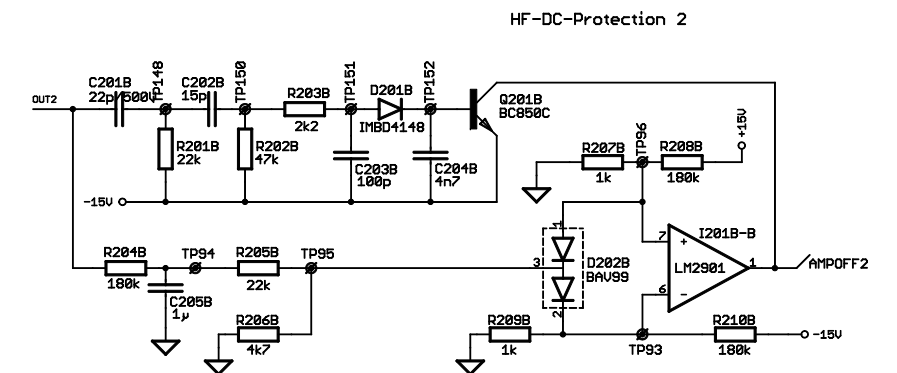 HF-DC-Protection 2
OUT2
C201B
22p/500V
TP148
C202B
15p
TP150
R203B
2k2
TP151
D201B
IMBD4148
TP152
Q201B
BC850C
R201B
22k
R202B
47k
C203B
100p
C204B
4n7
-15V
TP96
R207B
1k
R208B
180k
+15V
R204B
180k
TP94
R205B
22k
TP95
C205B
1µ
R206B
4k7
1
3
2
D202B
BAV99
7
+
6
-
I201B-B
LM2901
1
AMPOFF2
R209B
1k
TP93
R210B
180k
-15V